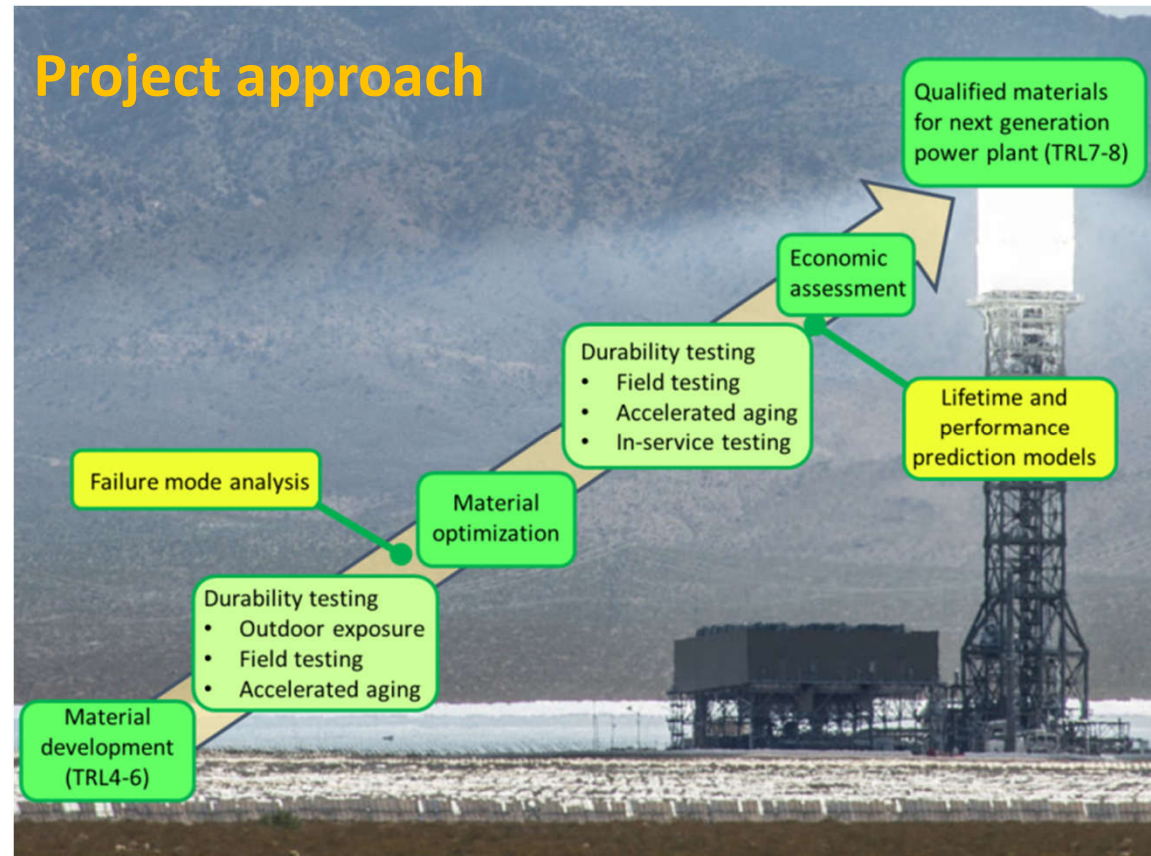 Project approach
Qualified materials
for next generation
power plant (TRL7-8)
Economic
assessment
Durability testing
• Field testing
• Accelerated aging
• In-service testing
Lifetime and
performance
prediction models
Failure mode analysis
Material
optimization
Durability testing
• Outdoor exposure
• Field testing
• Accelerated aging
Material
development
(TRL4-6)